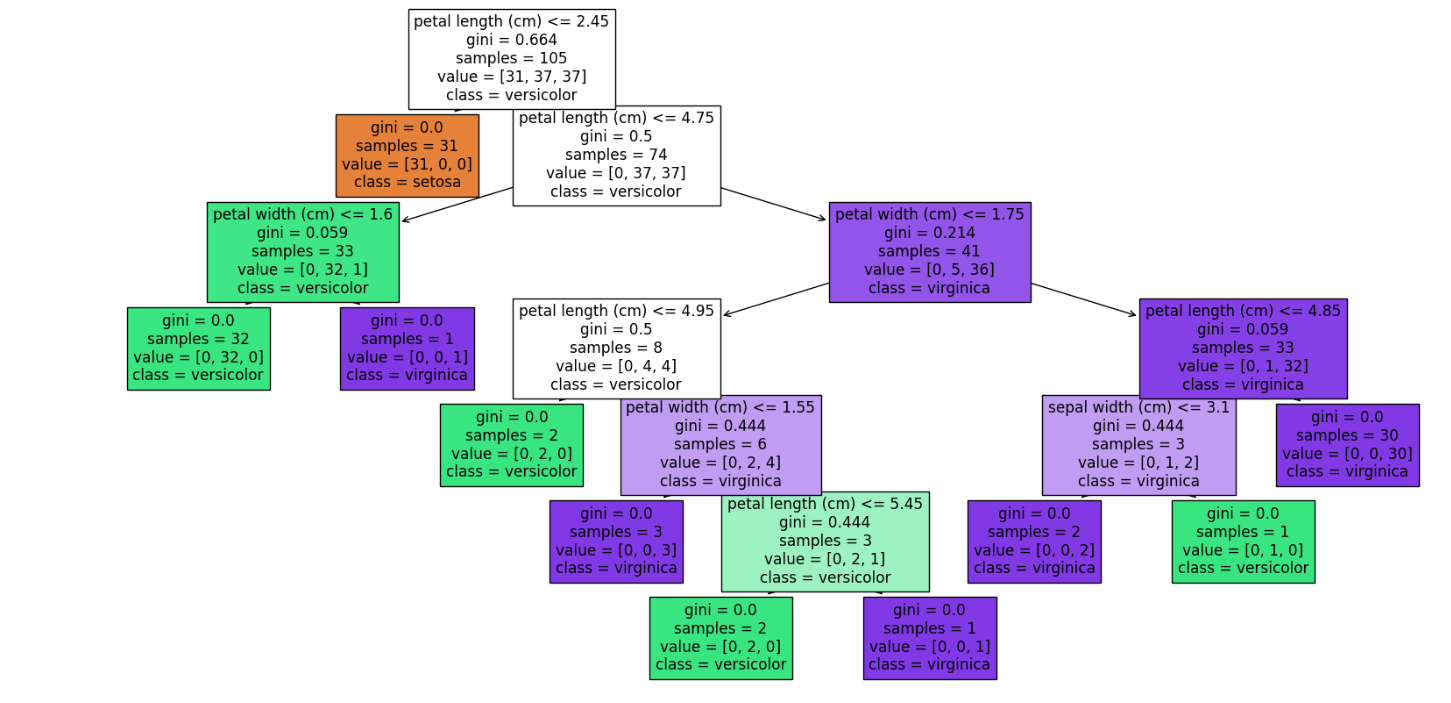 petal length (cm) <= 2.45
gini = 0.664
samples = 105
value = [31, 37, 37]
class = versicolor
gini = 0.0
samples = 31
value = [31, 0, 0]
class = setosa
petal length (cm) <= 4.75
gini = 0.5
samples = 74
value = [0, 37, 37]
class = versicolor
petal width (cm) <= 1.6
gini = 0.059
samples = 33
value = [0, 32, 1]
class = versicolor
petal width (cm) <= 1.75
gini = 0.214
samples = 41
value = [0, 5, 36]
class = virginica
gini = 0.0
samples = 32
value = [0, 32, 0]
class = versicolor
gini = 0.0
samples = 1
value = [0, 0, 1]
class = virginica
petal length (cm) <= 4.95
gini = 0.5
samples = 8
value = [0, 4, 4]
class = versicolor
petal length (cm) <= 4.85
gini = 0.059
samples = 33
value = [0, 1, 32]
class = virginica
gini = 0.0
samples = 2
value = [0, 2, 0]
class = versicolor
petal width (cm) <= 1.55
gini = 0.444
samples = 6
value = [0, 2, 4]
class = virginica
sepal width (cm) <= 3.1
gini = 0.444
samples = 3
value = [0, 1, 2]
class = virginica
gini = 0.0
samples = 30
value = [0, 0, 30]
class = virginica
gini = 0.0
samples = 3
value = [0, 0, 3]
class = virginica
petal length (cm) <= 5.45
gini = 0.444
samples = 3
value = [0, 2, 1]
class = versicolor
gini = 0.0
samples = 2
value = [0, 0, 2]
class = virginica
gini = 0.0
samples = 1
value = [0, 1, 0]
class = versicolor
gini = 0.0
samples = 2
value = [0, 2, 0]
class = versicolor
gini = 0.0
samples = 1
value = [0, 0, 1]
class = virginica